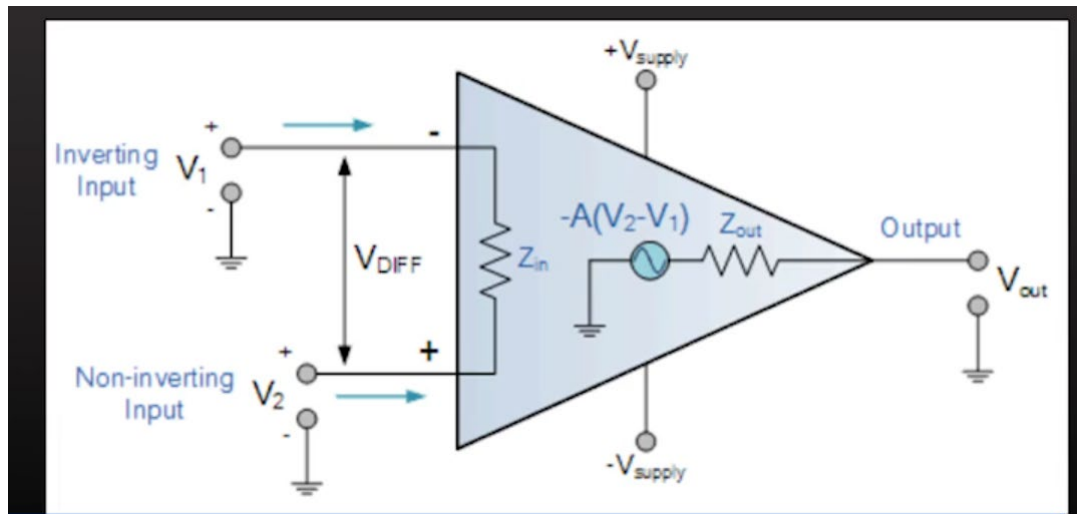 +Vsupply
+
-
Inverting
Input
V1
-
VDIFF
Zin
-A(V2-V1)
Zout
Output
Vout
+
+
Non-inverting
Input
V2
-
-Vsupply